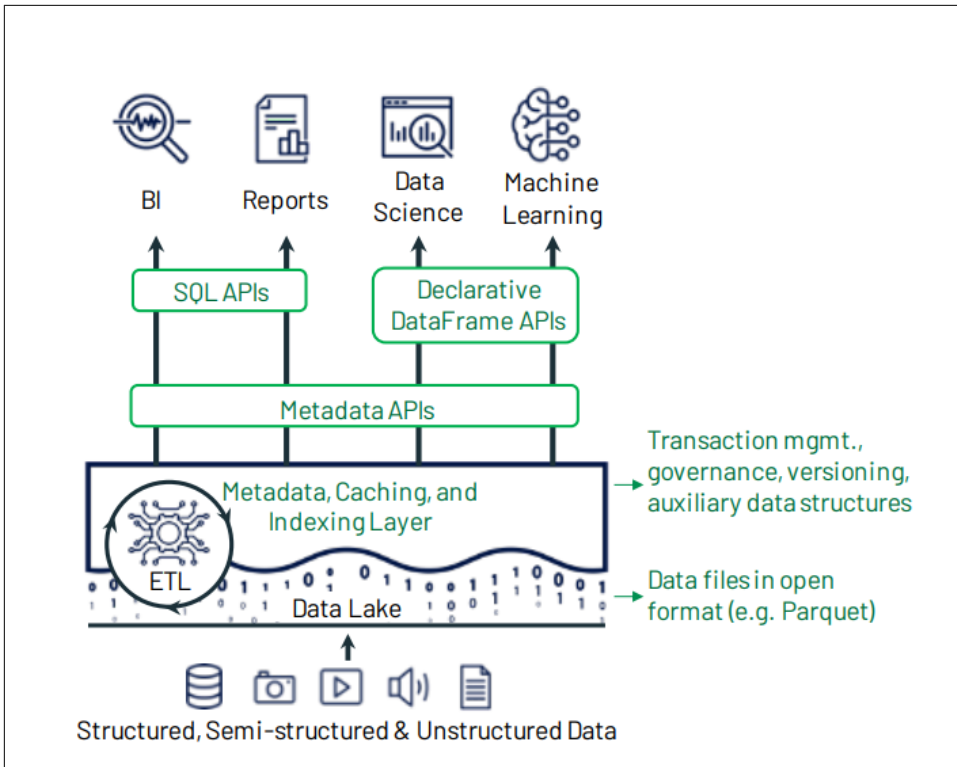 BI
Reports
Data
Science
Machine
Learning
SQL APIs
Declarative
DataFrame APIs
Metadata APIs
Metadata, Caching, and
Indexing Layer
Transaction mgmt.,
governance, versioning,
auxiliary data structures
ETL
Data Lake
Data files in open
format (e.g. Parquet)
Structured, Semi-structured & Unstructured Data